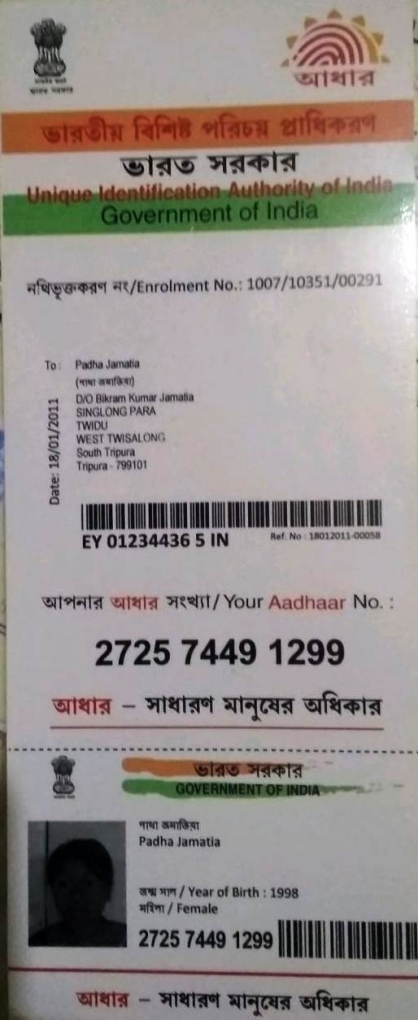 আধার
ভারতীয় বিশিষ্ট পরিচয় প্রাধিকরণ
ভারত সরকার
Unique Identification Authority of India
Government of India
নথিভুক্তকরণ নং/Enrolment No.: 1007/10351/00291
To: Padha Jamatia
(পাধা জমাতিয়া)
D/O Bikram Kumar Jamatia
SINGLONG PARA
TWIDU
WEST TWISALONG
South Tripura
Tripura - 799101
Date: 18/01/2011
EY 01234436 5 IN
Ref. No : 18012011-00058
আপনার আধার সংখ্যা/ Your Aadhaar No. :
2725 7449 1299
আধার – সাধারণ মানুষের অধিকার
ভারত সরকার
GOVERNMENT OF INDIA
পাধা জমাতিয়া
Padha Jamatia
জন্ম সাল / Year of Birth : 1998
মহিলা / Female
2725 7449 1299
আধার – সাধারণ মানুষের অধিকার